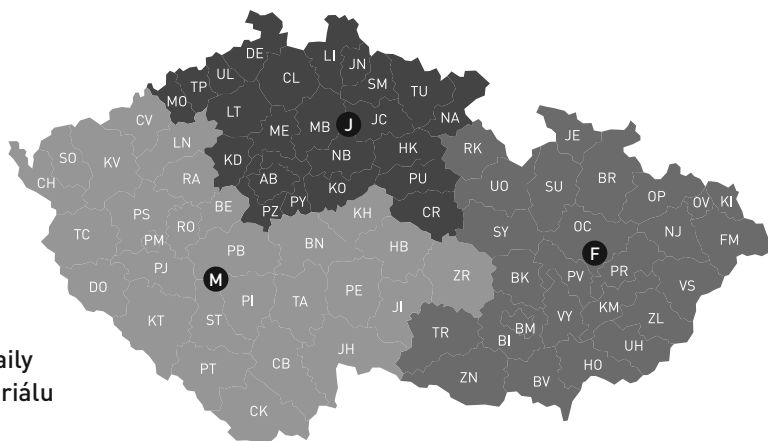 DE
LI
JN
UL
CL
SM
TP
TU
MO
LT
CV
ME
MB
J
JC
NA
LN
JE
SO
KV
KD
NB
HK
RK
CH
RA
AB
KO
PU
UO
SU
BR
OP
OV
KI
PS
RO
BE
PZ
PY
KH
CR
TC
PM
PB
BN
HB
SY
OC
F
NJ
FM
PJ
M
ZR
BK
PV
PR
VS
DO
PI
TA
PE
JI
KT
ST
TR
BM
BI
VY
KM
ZL
aily
JH
UH
PT
CB
ZN
BV
HO
riálu
CK